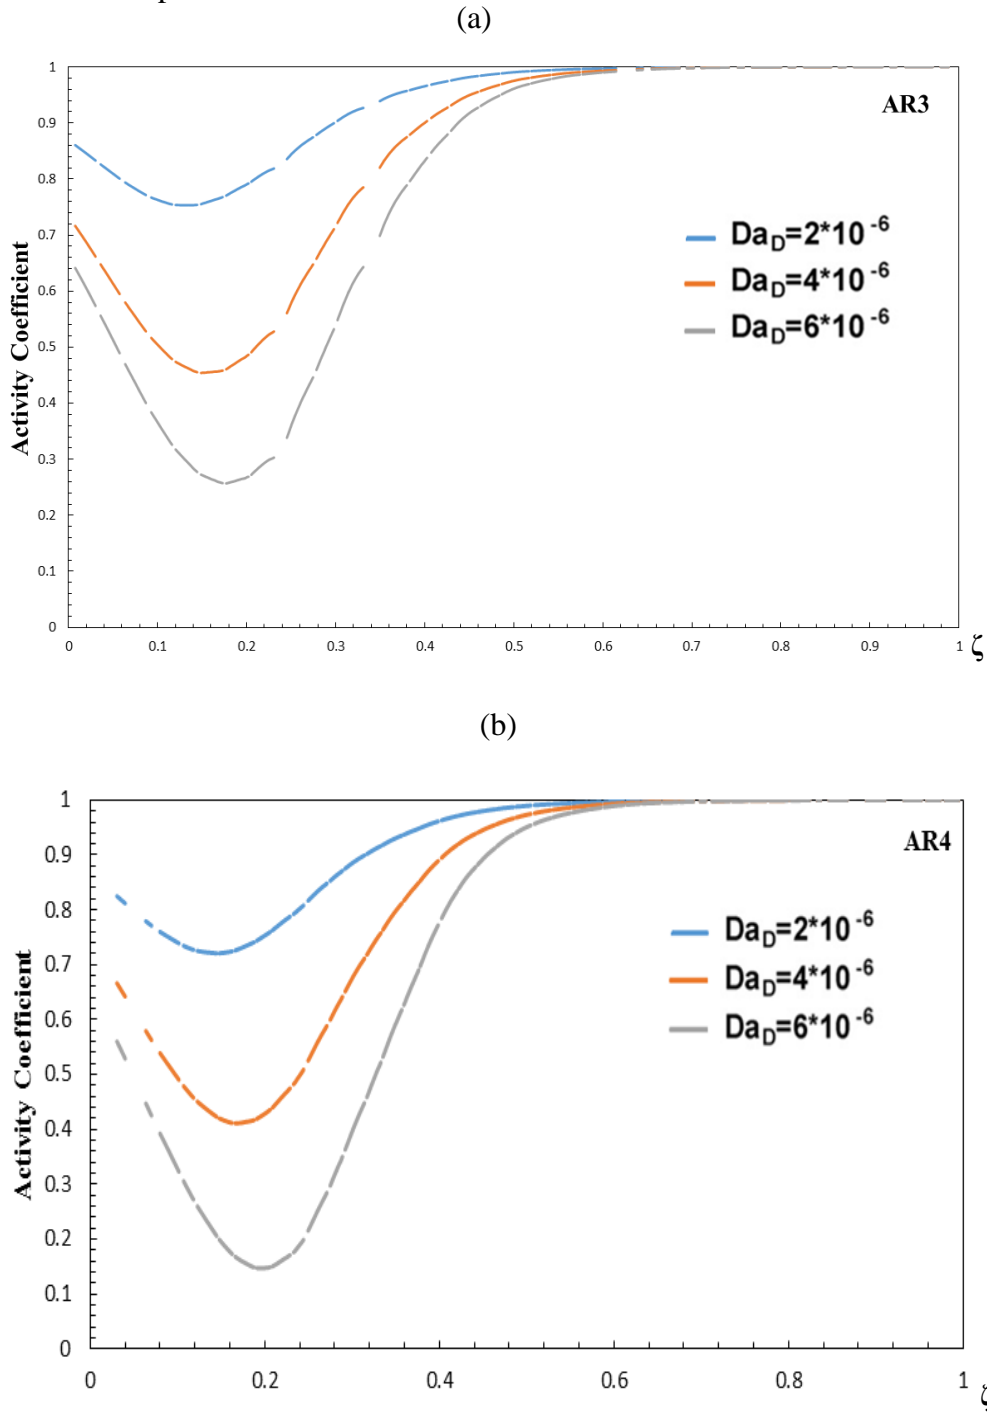 (a)
1
0.9
0.8
0.7
0.6
0.5
0.4
0.3
0.2
0.1
0
Activity Coefficient
AR3
Da_D=2*10 ^-6
Da_D=4*10 ^-6
Da_D=6*10 ^-6
0 0.1 0.2 0.3 0.4 0.5 0.6 0.7 0.8 0.9 1 ζ
(b)
1
0.9
0.8
0.7
0.6
0.5
0.4
0.3
0.2
0.1
0
Activity Coefficient
AR4
Da_D=2*10 ^-6
Da_D=4*10 ^-6
Da_D=6*10 ^-6
0 0.2 0.4 0.6 0.8 1 ζ